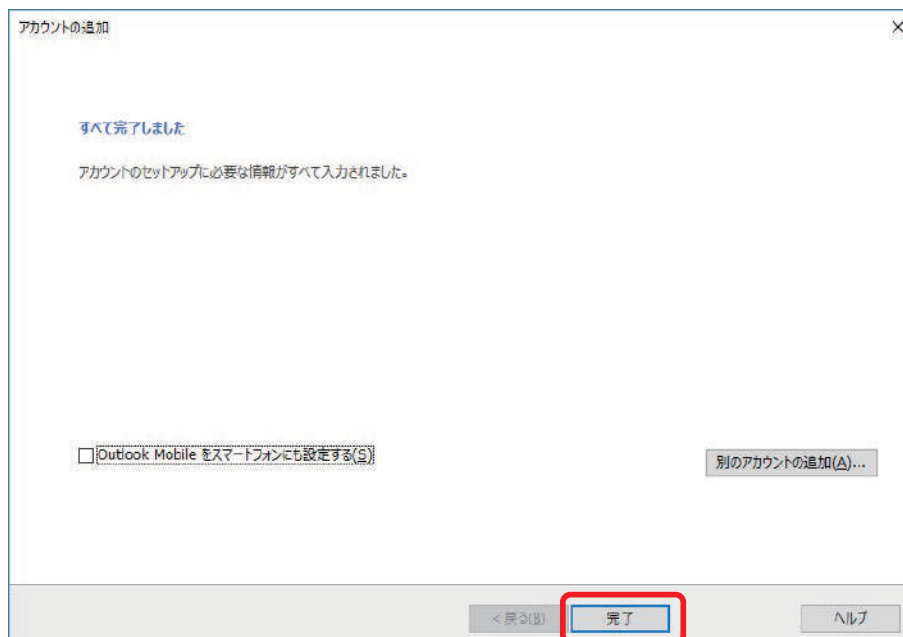 アカウントの追加
すべて完了しました
アカウントのセットアップに必要な情報がすべて入力されました。
Outlook Mobile をスマートフォンにも設定する(S)
別のアカウントの追加(A)...
< 戻る(B)
完了
ヘルプ